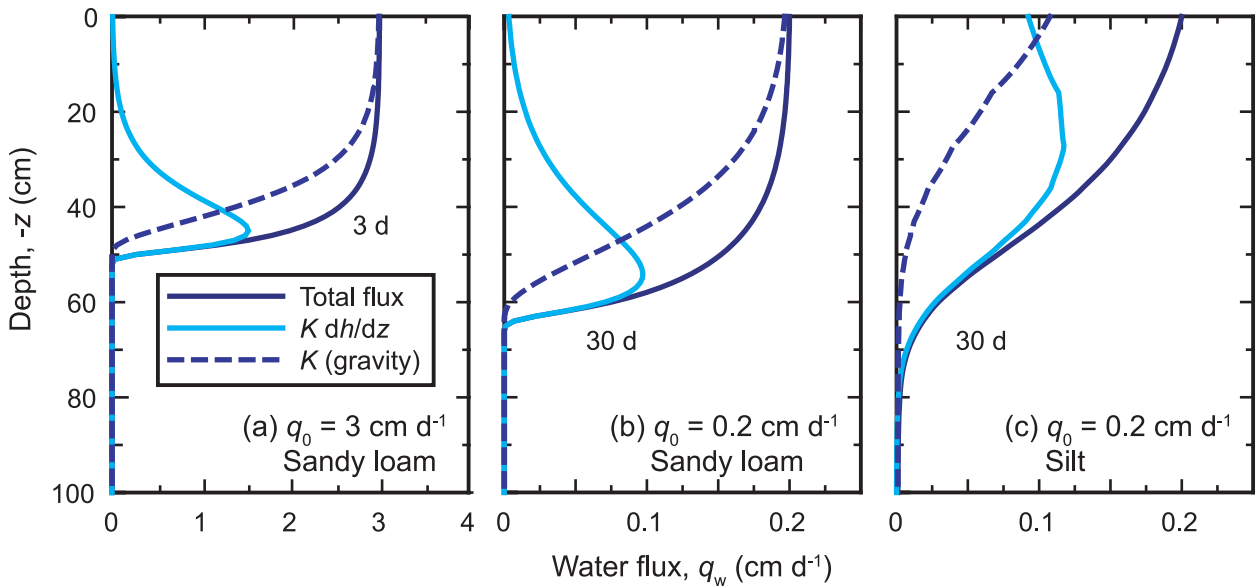 0
20
40
60
80
100
Depth, -z (cm)
3 d
Total flux
K dh/dz
K (gravity)
(a) q₀ = 3 cm d⁻¹
Sandy loam
0 1 2 3 4
30 d
(b) q₀ = 0.2 cm d⁻¹
Sandy loam
0 0.1 0.2
30 d
(c) q₀ = 0.2 cm d⁻¹
Silt
0 0.1 0.2
Water flux, q_w (cm d⁻¹)